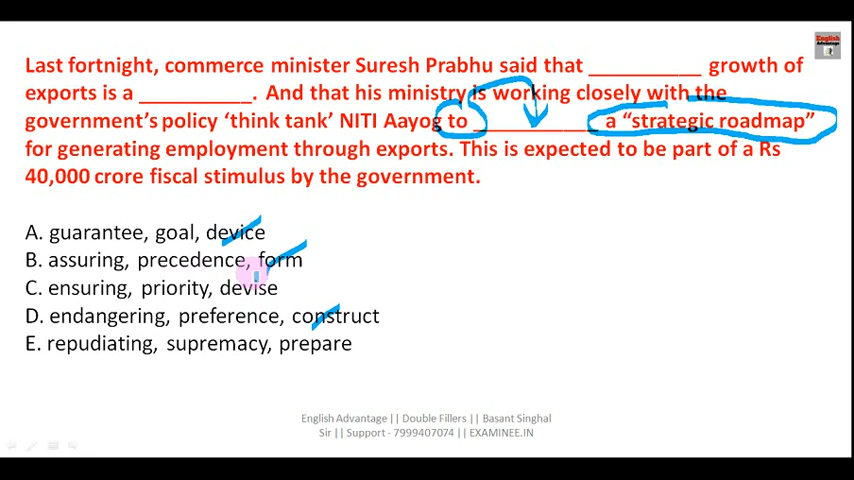 English
Advantage
Last fortnight, commerce minister Suresh Prabhu said that __________ growth of
exports is a __________. And that his ministry is working closely with the
government's policy 'think tank' NITI Aayog to ___________ a “strategic roadmap”
for generating employment through exports. This is expected to be part of a Rs
40,000 crore fiscal stimulus by the government.
A. guarantee, goal, device
B. assuring, precedence, form
C. ensuring, priority, devise
D. endangering, preference, construct
E. repudiating, supremacy, prepare
English Advantage || Double Fillers || Basant Singhal
Sir || Support - 7999407074 || EXAMINEE.IN